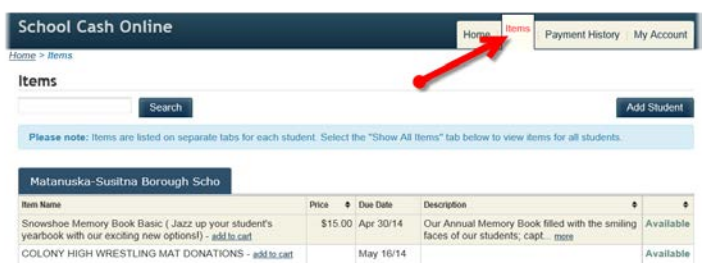 School Cash Online
Home Items Payment History My Account
Home > Items
Items
Search Add Student
Please note: Items are listed on separate tabs for each student. Select the "Show All Items" tab below to view items for all students.
Matanuska-Susitna Borough Scho
Item Name Price Due Date Description
Snowshoe Memory Book Basic ( Jazz up your student's $15.00 Apr 30/14 Our Annual Memory Book filled with the smiling Available
yearbook with our exciting new options!) - add to cart faces of our students; capt... more
COLONY HIGH WRESTLING MAT DONATIONS - add to cart May 16/14 Available